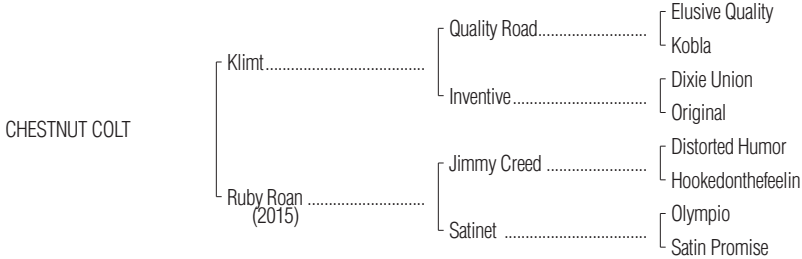 Elusive Quality
Quality Road
Kobla
Klimt
Dixie Union
Inventive
Original
CHESTNUT COLT
Distorted Humor
Jimmy Creed
Hookedonthefeelin
Ruby Roan
(2015)
Olympio
Satinet
Satin Promise